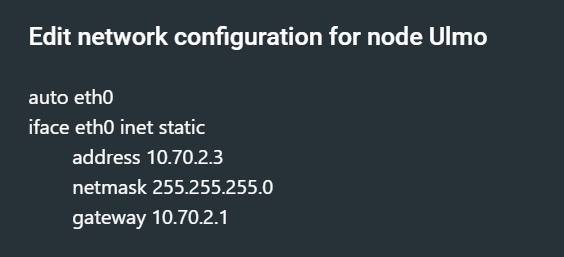 Edit network configuration for node Ulmo
auto eth0
iface eth0 inet static
address 10.70.2.3
netmask 255.255.255.0
gateway 10.70.2.1